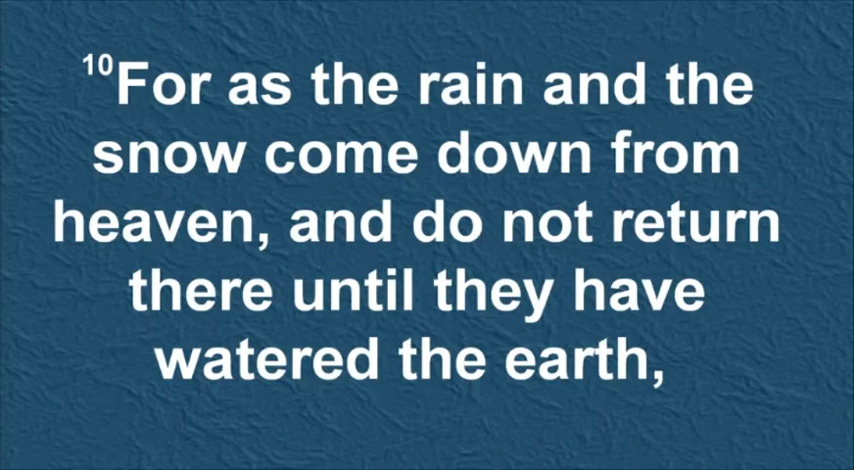 ¹⁰For as the rain and the
snow come down from
heaven, and do not return
there until they have
watered the earth,